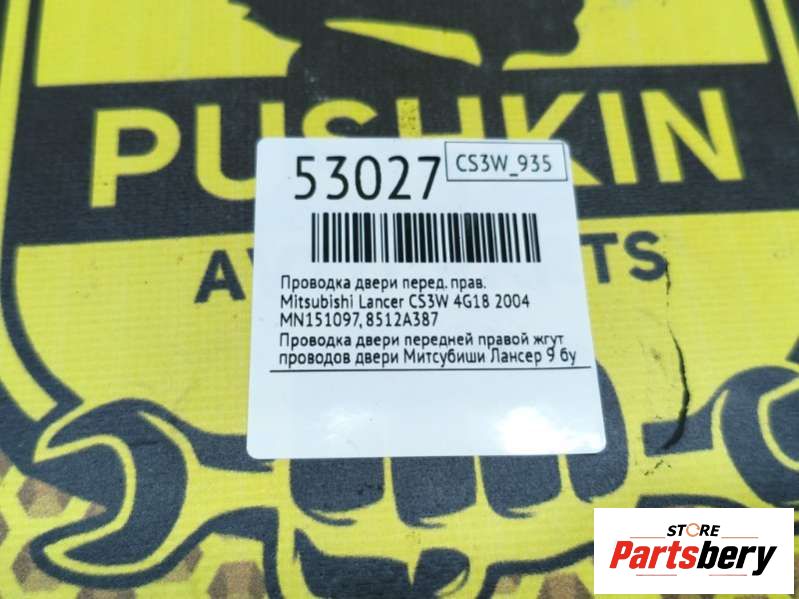 PUSHKIN
53027
CS3W_935
Проводка двери перед. прав.
Mitsubishi Lancer CS3W 4G18 2004
MN151097, 8512A387
Проводка двери передней правой жгут
проводов двери Митсубиши Лансер 9 бу
STORE
Partsbery